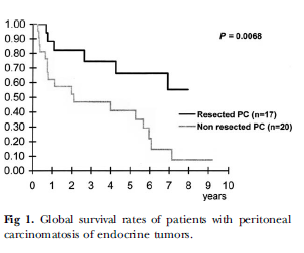 1.00
0.90
0.80
0.70
0.60
0.50
0.40
0.30
0.20
0.10
0.00
P = 0.0068
Resected PC (n=17)
Non resected PC (n=20)
0 1 2 3 4 5 6 7 8 9 10
years
Fig 1. Global survival rates of patients with peritoneal
carcinomatosis of endocrine tumors.